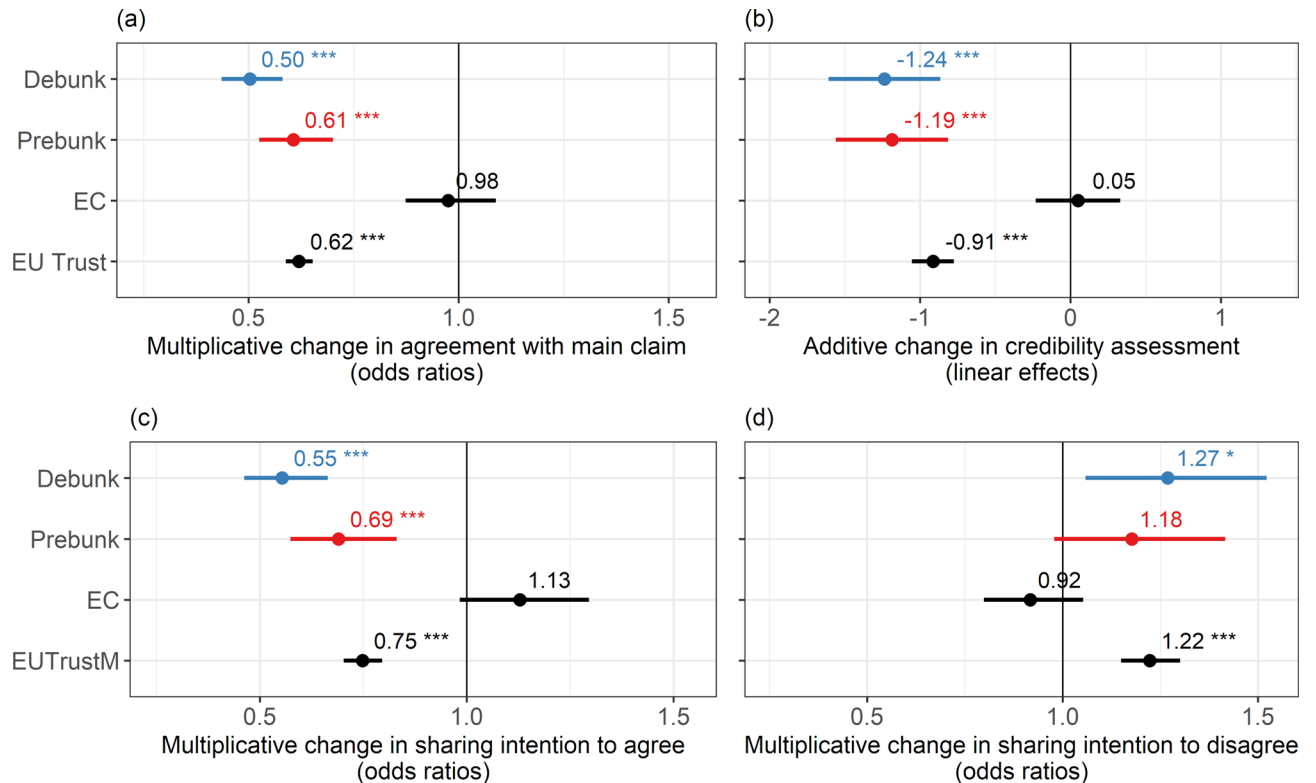 (a)
Debunk
Prebunk
EC
EU Trust
0.50 ***
0.61 ***
0.98
0.62 ***
0.5 1.0 1.5
Multiplicative change in agreement with main claim
(odds ratios)
(b)
-1.24 ***
-1.19 ***
0.05
-0.91 ***
-2 -1 0 1
Additive change in credibility assessment
(linear effects)
(c)
Debunk
Prebunk
EC
EUTrustM
0.55 ***
0.69 ***
1.13
0.75 ***
0.5 1.0 1.5
Multiplicative change in sharing intention to agree
(odds ratios)
(d)
1.27 *
1.18
0.92
1.22 ***
0.5 1.0 1.5
Multiplicative change in sharing intention to disagree
(odds ratios)